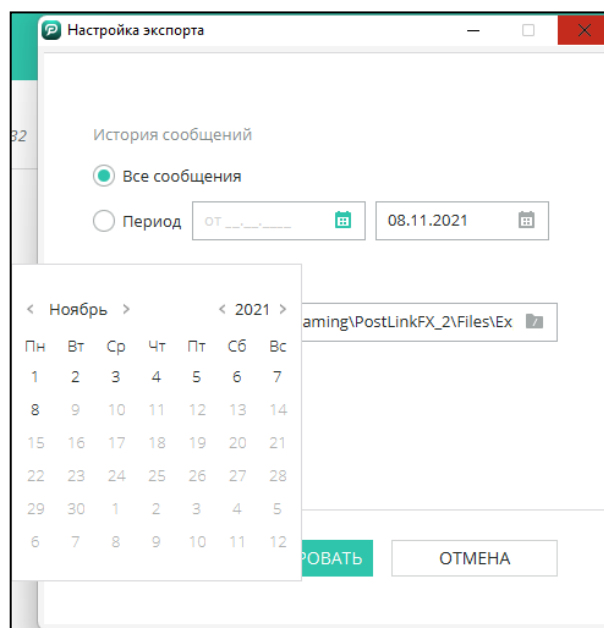 Настройка экспорта
32
История сообщений
Все сообщения
Период от __.__.____ 08.11.2021
< Ноябрь > < 2021 >
aming\PostLinkFX_2\Files\Ex
Пн Вт Ср Чт Пт Сб Вс
1 2 3 4 5 6 7
8 9 10 11 12 13 14
15 16 17 18 19 20 21
22 23 24 25 26 27 28
29 30 1 2 3 4 5
6 7 8 9 10 11 12
РОВАТЬ ОТМЕНА